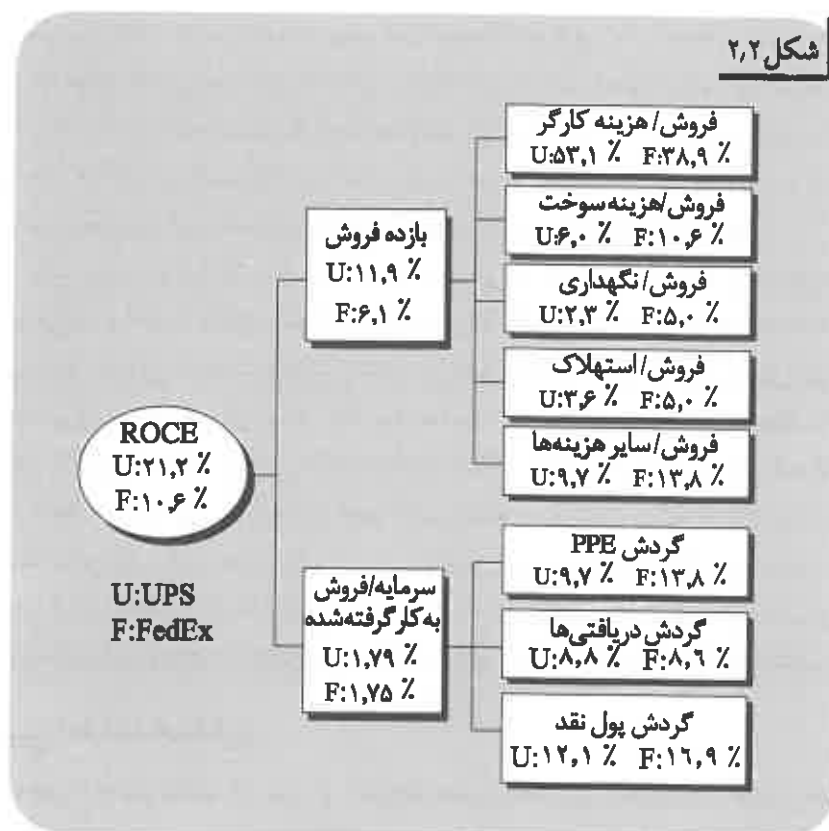 شکل ۲٫۲
فروش/هزینه کارگر
U:۵۳٫۱ ٪ F:۳۸٫۹ ٪
فروش/هزینه سوخت
U:۶٫۰ ٪ F:۱۰٫۶ ٪
فروش/نگهداری
U:۲٫۳ ٪ F:۵٫۰ ٪
فروش/استهلاک
U:۳٫۶ ٪ F:۵٫۰ ٪
فروش/سایر هزینه‌ها
U:۹٫۷ ٪ F:۱۳٫۸ ٪
بازده فروش
U:۱۱٫۹ ٪
F:۶٫۱ ٪
ROCE
U:۲۱٫۲ ٪
F:۱۰٫۶ ٪
U:UPS
F:FedEx
سرمایه/فروش
به‌کار گرفته‌شده
U:۱٫۷۹ ٪
F:۱٫۷۵ ٪
گردش PPE
U:۹٫۷ ٪ F:۱۳٫۸ ٪
گردش دریافتی‌ها
U:۸٫۸ ٪ F:۸٫۶ ٪
گردش پول نقد
U:۱۲٫۱ ٪ F:۱۶٫۹ ٪